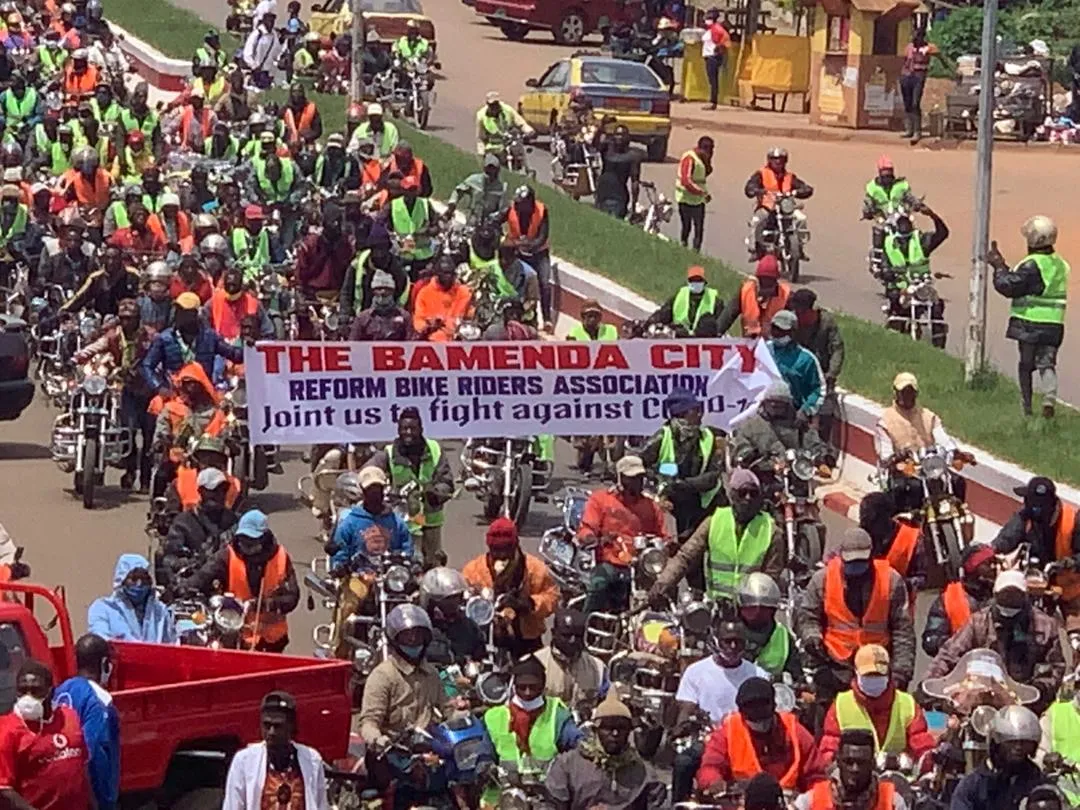 THE BAMENDA CITY
REFORM BIKE RIDERS ASSOCIATION
Joint us to fight against